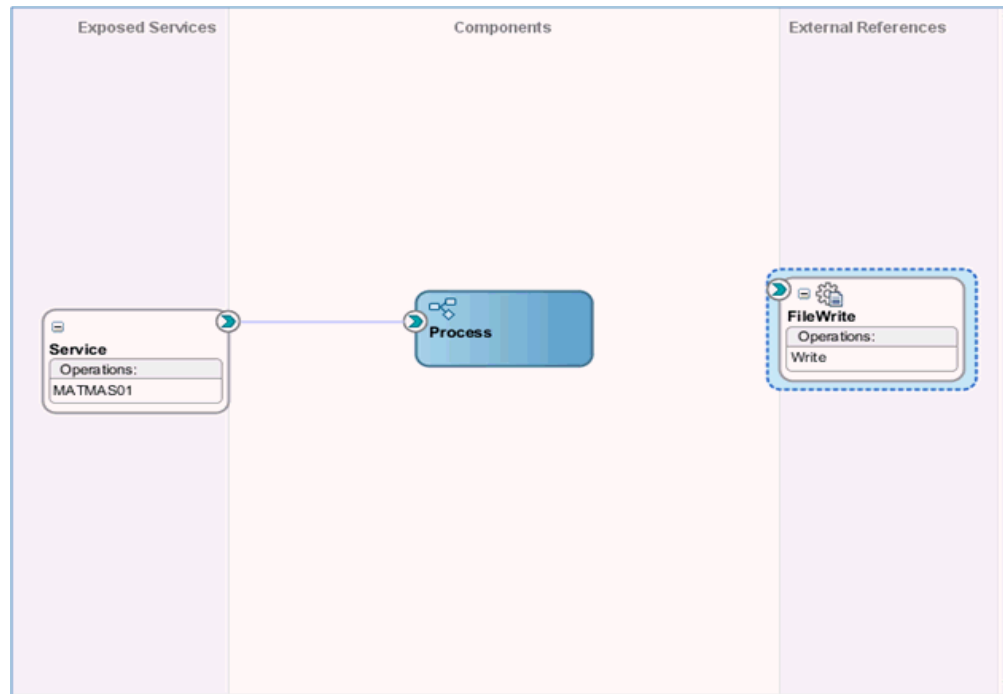 Exposed Services
Components
External References
Service
Operations:
MATMAS01
Process
FileWrite
Operations:
Write